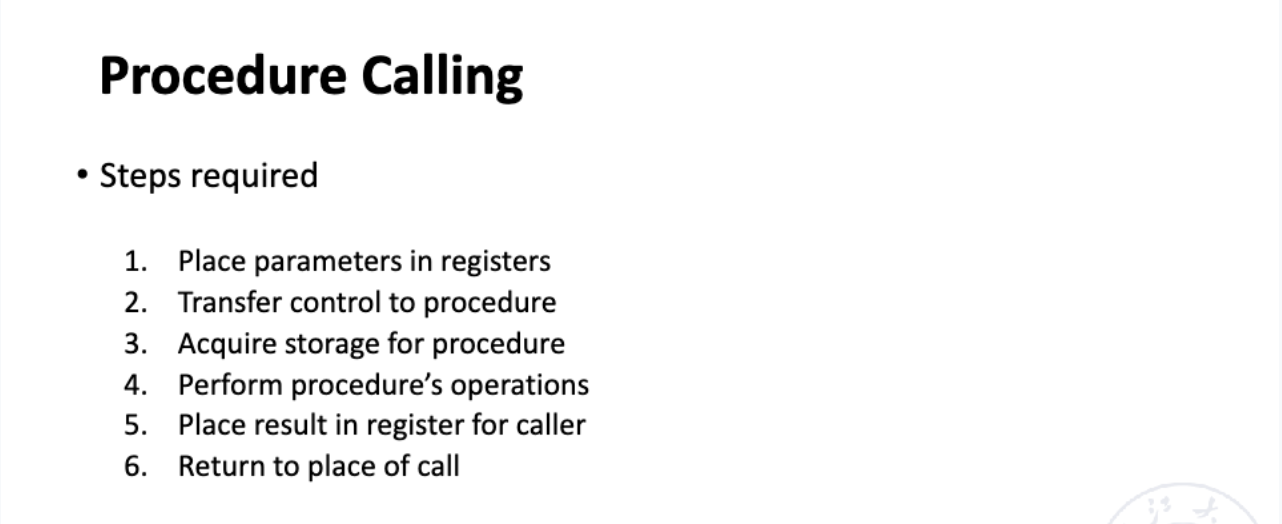 Procedure Calling
• Steps required
1. Place parameters in registers
2. Transfer control to procedure
3. Acquire storage for procedure
4. Perform procedure’s operations
5. Place result in register for caller
6. Return to place of call